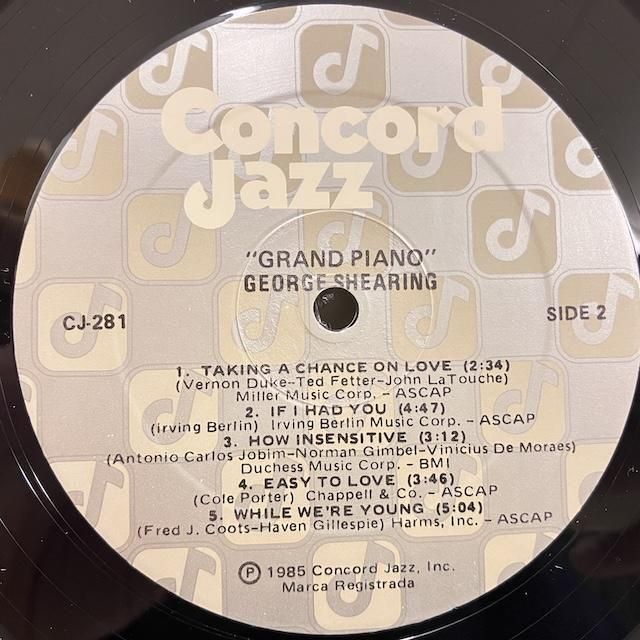 Concord
Jazz
"GRAND PIANO"
GEORGE SHEARING
CJ-281
SIDE 2
1. TAKING A CHANCE ON LOVE (2:34)
(Vernon Duke--Ted Fetter-John LaTouche)
Miller Music Corp. - ASCAP
2. IF I HAD YOU (4:47)
(irving Berlin) Irving Berlin Music Corp. - ASCAP
3. HOW INSENSITIVE (3:12)
(Antonio Carlos Jobim-Norman Gimbel-Vinicius De Moraes)
Duchess Music Corp. - BMI
4. EASY TO LOVE (3:46)
(Cole Porter) Chappell & Co. - ASCAP
5. WHILE WE'RE YOUNG (5:04)
(Fred J. Coots-Haven Gillespie) Harms, Inc. - ASCAP
℗ 1985 Concord Jazz, Inc.
Marca Registrada